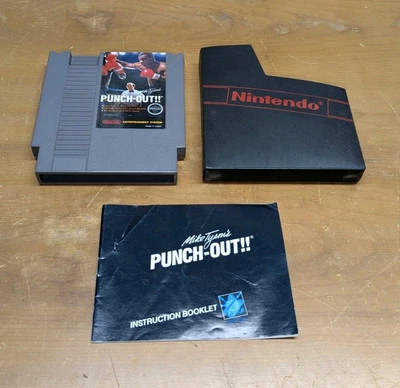 PUNCH-OUT!!
ENTERTAINMENT SYSTEM
Nintendo®
Mike Tyson's
PUNCH-OUT!!®
INSTRUCTION BOOKLET